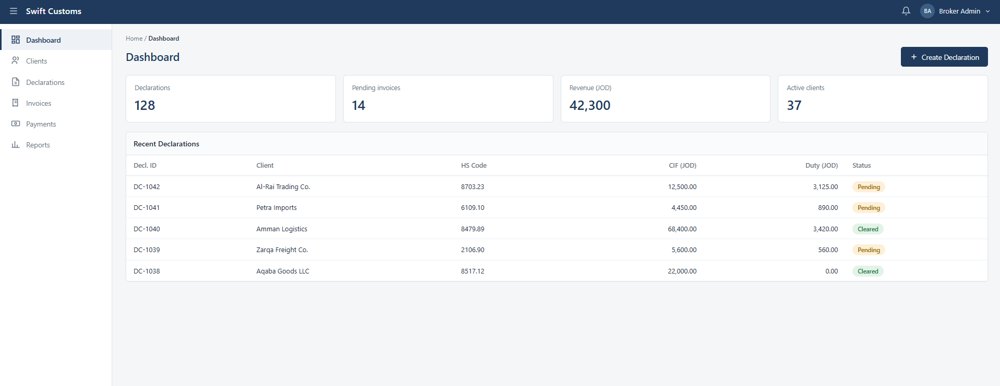 Swift Customs
BA Broker Admin
Dashboard
Clients
Declarations
Invoices
Payments
Reports
Home / Dashboard
Dashboard
+ Create Declaration
Declarations
128
Pending invoices
14
Revenue (JOD)
42,300
Active clients
37
Recent Declarations
Decl. ID Client HS Code CIF (JOD) Duty (JOD) Status
DC-1042 Al-Rai Trading Co. 8703.23 12,500.00 3,125.00 Pending
DC-1041 Petra Imports 6109.10 4,450.00 890.00 Pending
DC-1040 Amman Logistics 8479.89 68,400.00 3,420.00 Cleared
DC-1039 Zarqa Freight Co. 2106.90 5,600.00 560.00 Pending
DC-1038 Aqaba Goods LLC 8517.12 22,000.00 0.00 Cleared